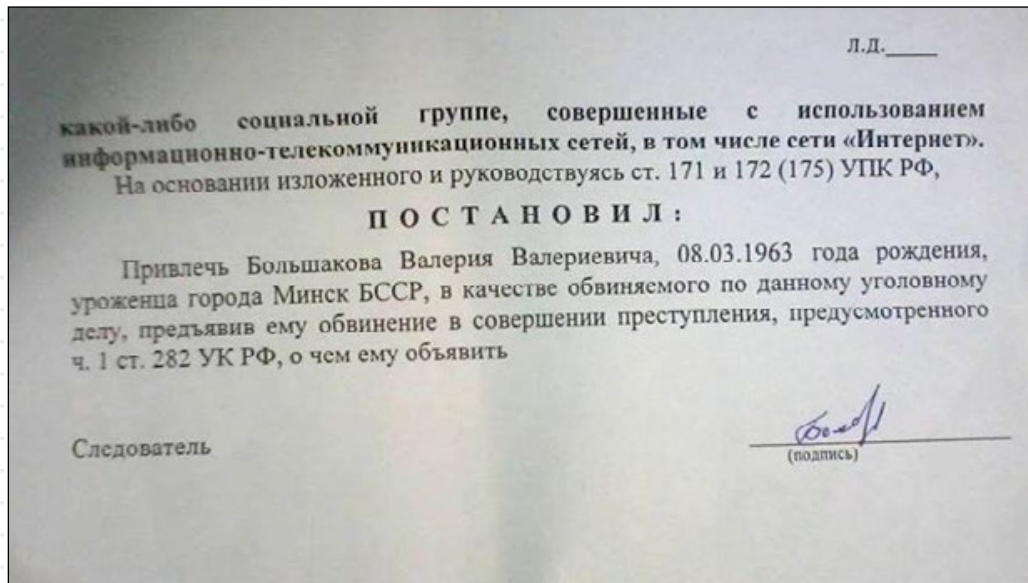 Л.Д._____
какой-либо социальной группе, совершенные с использованием
информационно-телекоммуникационных сетей, в том числе сети «Интернет».
На основании изложенного и руководствуясь ст. 171 и 172 (175) УПК РФ,
ПОСТАНОВИЛ:
Привлечь Большакова Валерия Валериевича, 08.03.1963 года рождения,
уроженца города Минск БССР, в качестве обвиняемого по данному уголовному
делу, предъявив ему обвинение в совершении преступления, предусмотренного
ч. 1 ст. 282 УК РФ, о чем ему объявить
Следователь
(подпись)